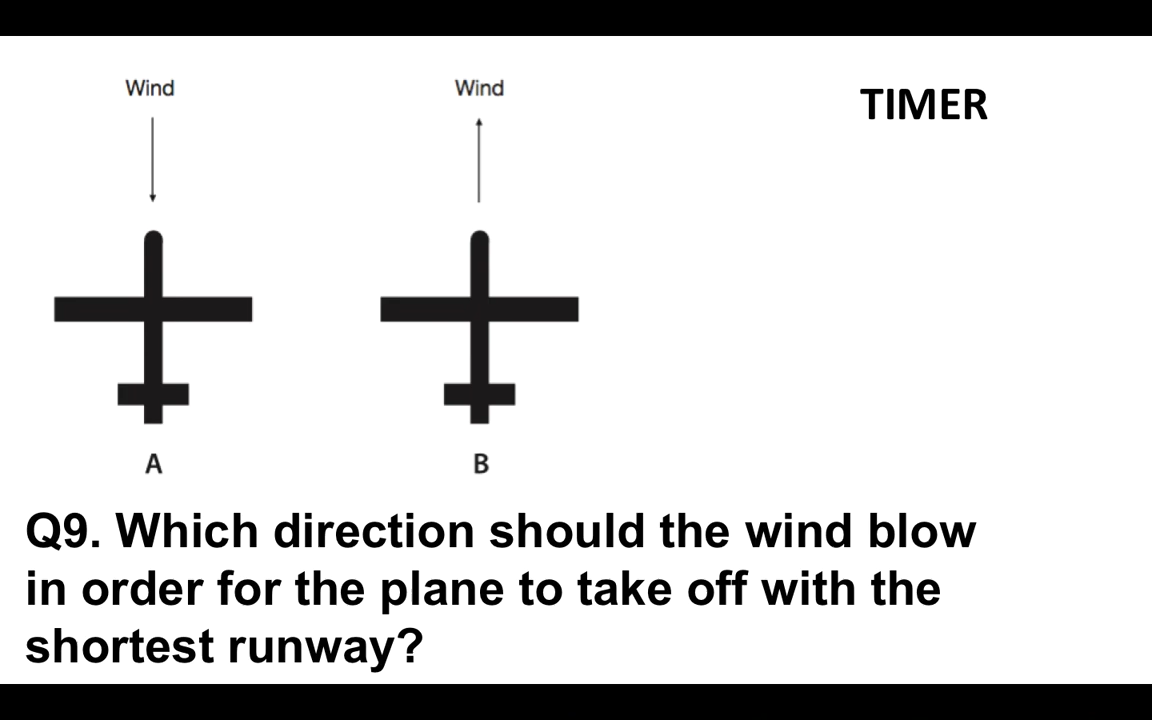 Wind
Wind
TIMER
A
B
Q9. Which direction should the wind blow
in order for the plane to take off with the
shortest runway?